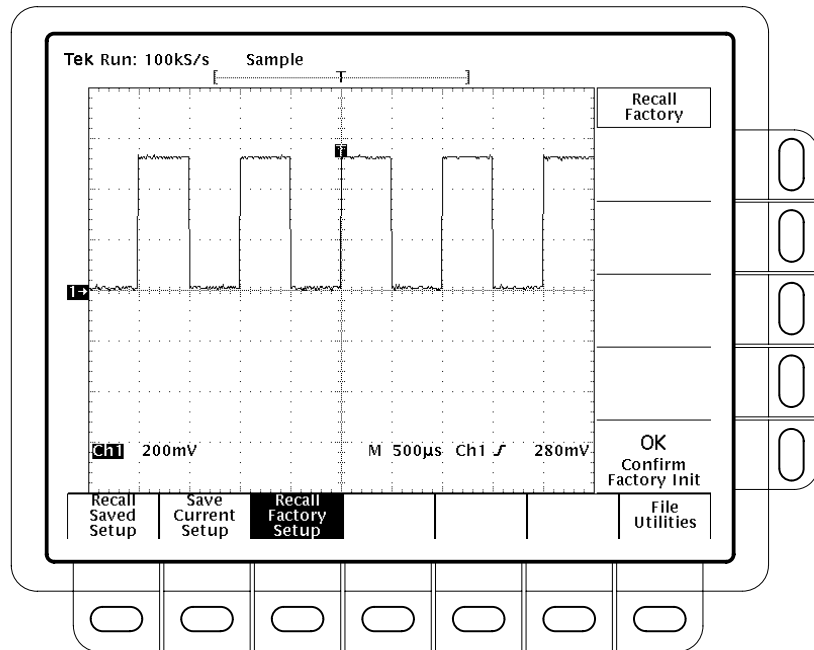 Tek Run: 100kS/s Sample
[ T ]
Recall
Factory
T
1→
Ch1 200mV M 500µs Ch1 280mV
OK
Confirm
Factory Init
Recall
Saved
Setup
Save
Current
Setup
Recall
Factory
Setup
File
Utilities